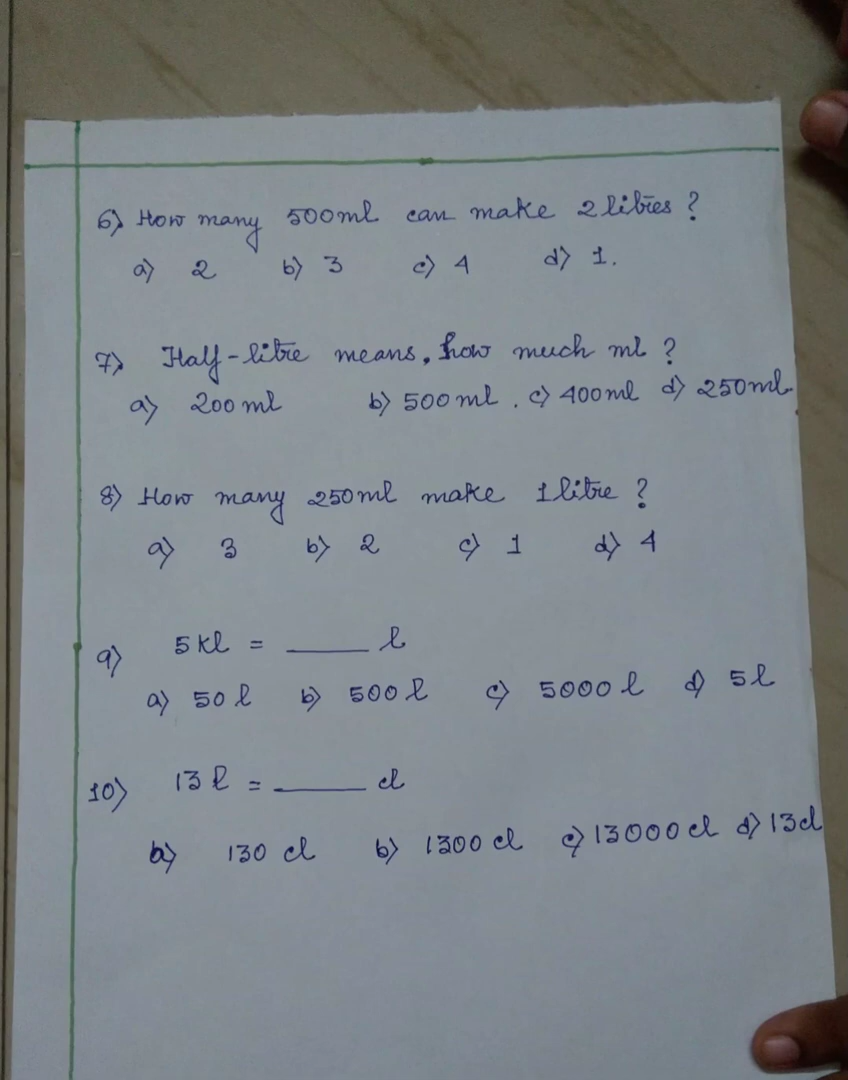 6) How many 500ml can make 2 litres ?
a) 2 b) 3 c) 4 d) 1.
7) Half-litre means, how much ml ?
a) 200 ml b) 500 ml. c) 400ml d) 250ml
8) How many 250ml make 1 litre ?
a) 3 b) 2 c) 1 d) 4
9) 5 Kl = ____ l
a) 50 l b) 500 l c) 5000 l d) 5 l
10) 13 l = ____ cl
a) 130 cl b) 1300 cl c) 13000 cl d) 13 cl